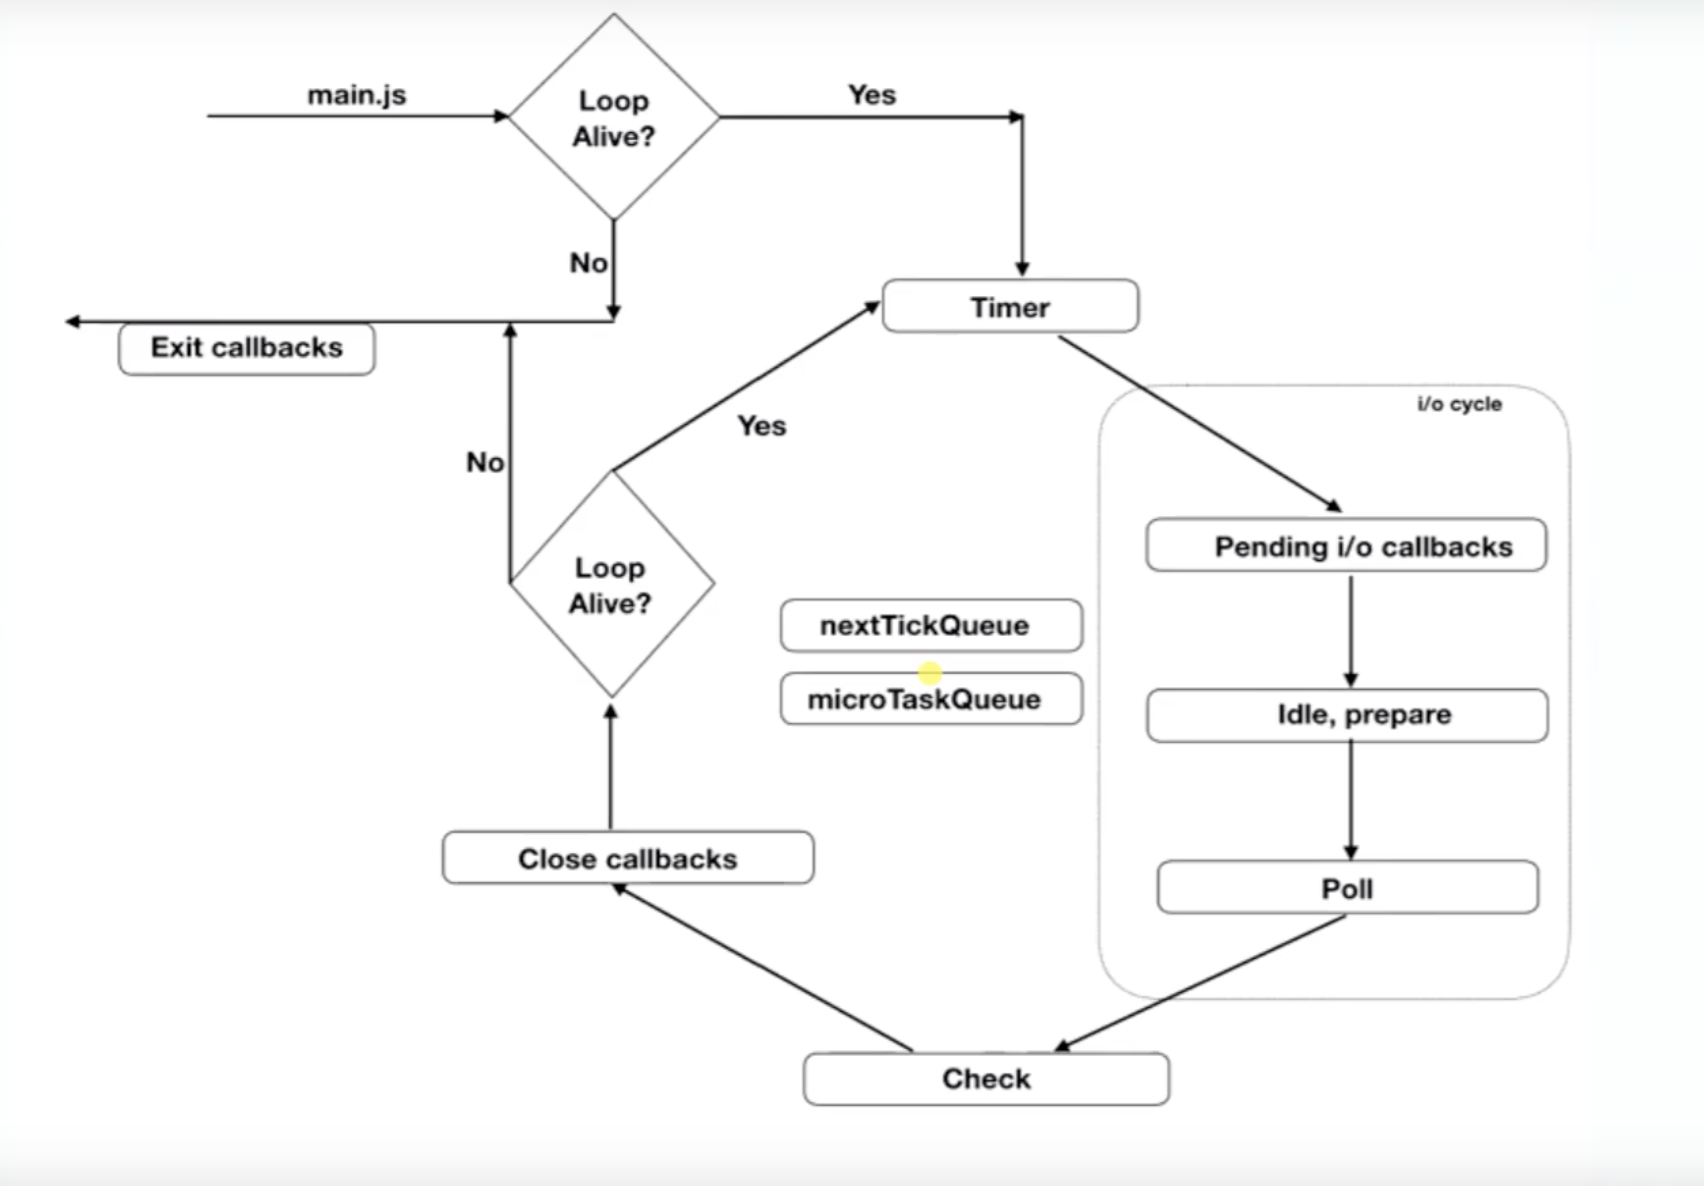 main.js
Loop
Alive?
Yes
No
Timer
Exit callbacks
i/o cycle
Yes
No
Pending i/o callbacks
Loop
Alive?
nextTickQueue
microTaskQueue
Idle, prepare
Close callbacks
Poll
Check